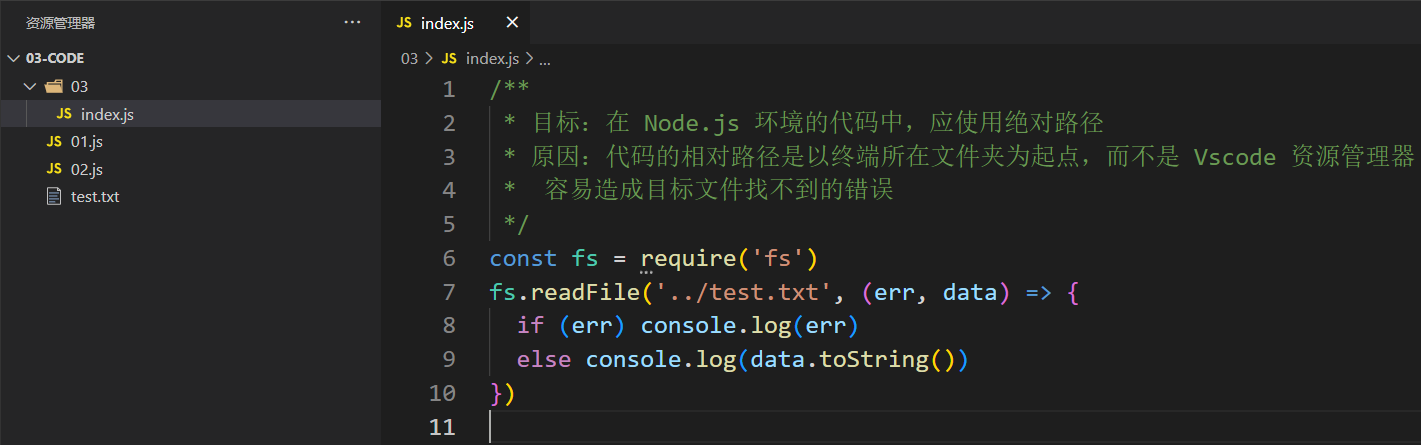 资源管理器 ...
JS index.js ×
03-CODE
03 > JS index.js > ...
03
JS index.js
JS 01.js
JS 02.js
test.txt
1 /**
2 * 目标：在 Node.js 环境的代码中，应使用绝对路径
3 * 原因：代码的相对路径是以终端所在文件夹为起点，而不是 Vscode 资源管理器
4 *  容易造成目标文件找不到的错误
5 */
6 const fs = require('fs')
7 fs.readFile('../test.txt', (err, data) => {
8   if (err) console.log(err)
9   else console.log(data.toString())
10 })
11